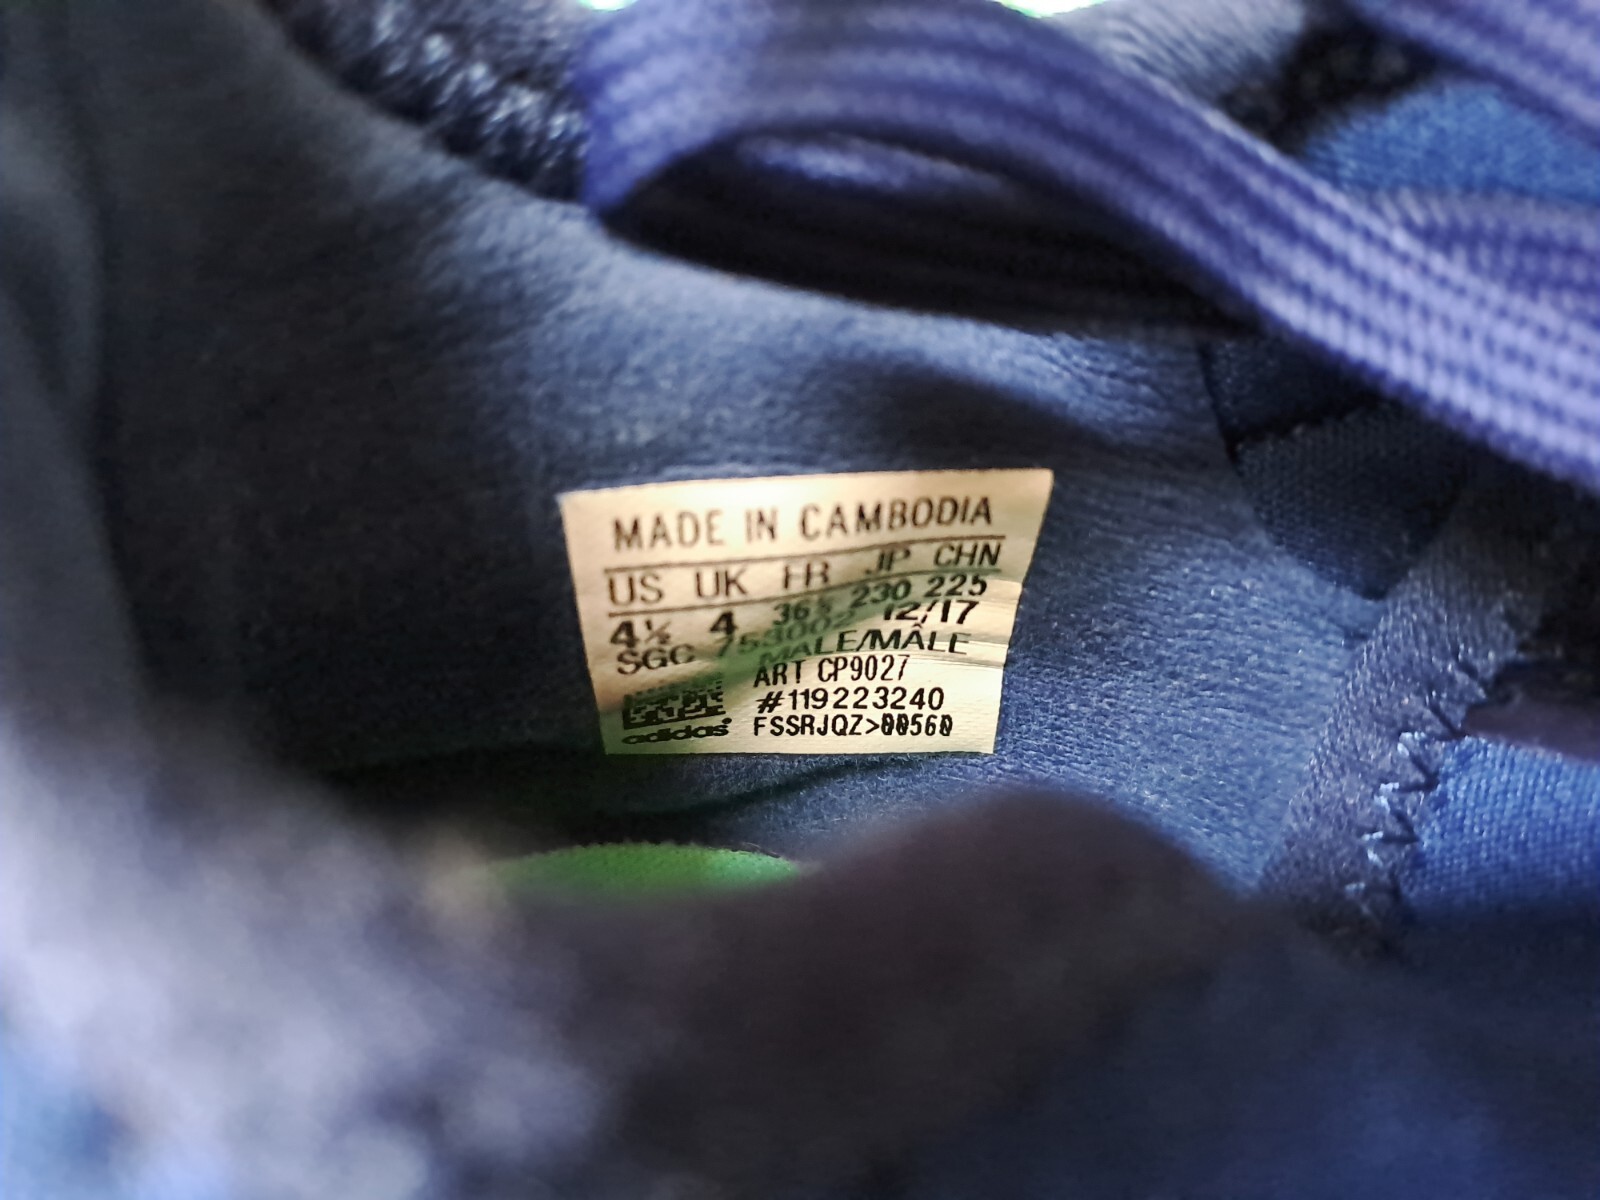 MADE IN CAMBODIA
US UK FR JP CHN
4½ 4 36⅔ 230 225
SGC 753002 12/17
MALE/MÂLE
ART CP9027
#119223240
adidas FSSRJQZ>00560